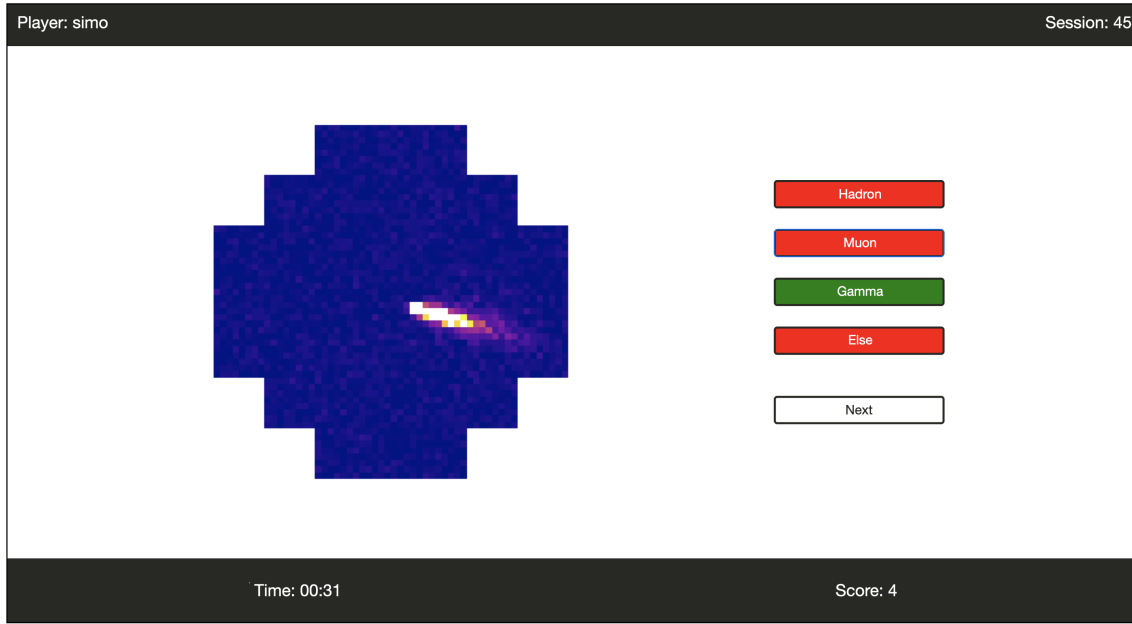 Player: simo
Session: 45
Hadron
Muon
Gamma
Else
Next
Time: 00:31
Score: 4